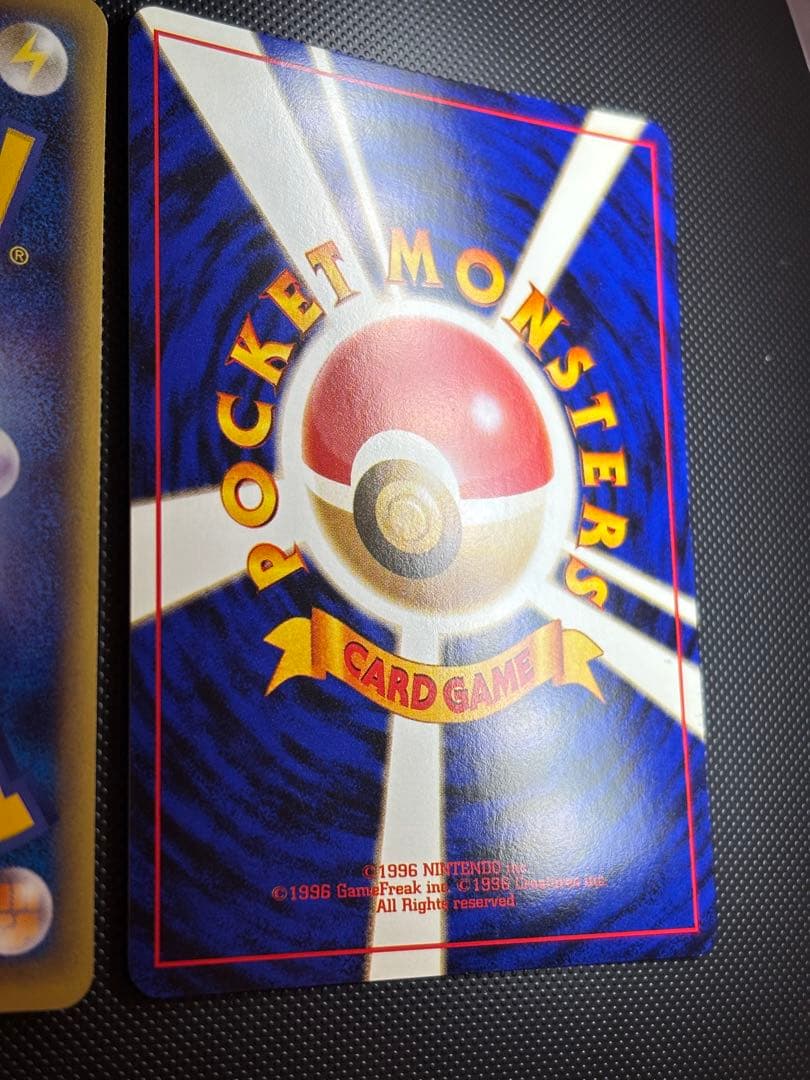 ®
POCKET MONSTERS
CARD GAME
©1996 NINTENDO inc.
©1996 GameFreak inc. ©1996 Creatures inc.
All Rights reserved.